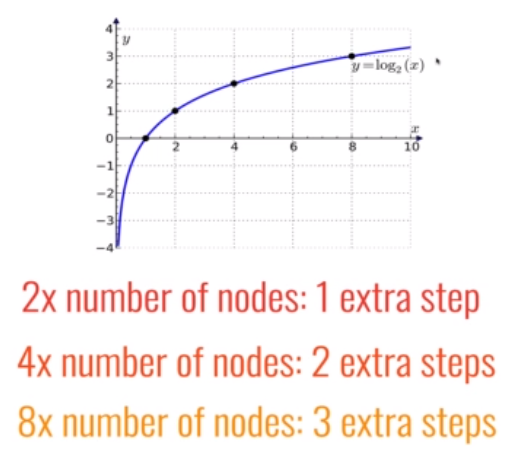 4
y
3
y=log₂(x)
2
1
x
0
2
4
6
8
10
−1
−2
−3
−4
2x number of nodes: 1 extra step
4x number of nodes: 2 extra steps
8x number of nodes: 3 extra steps